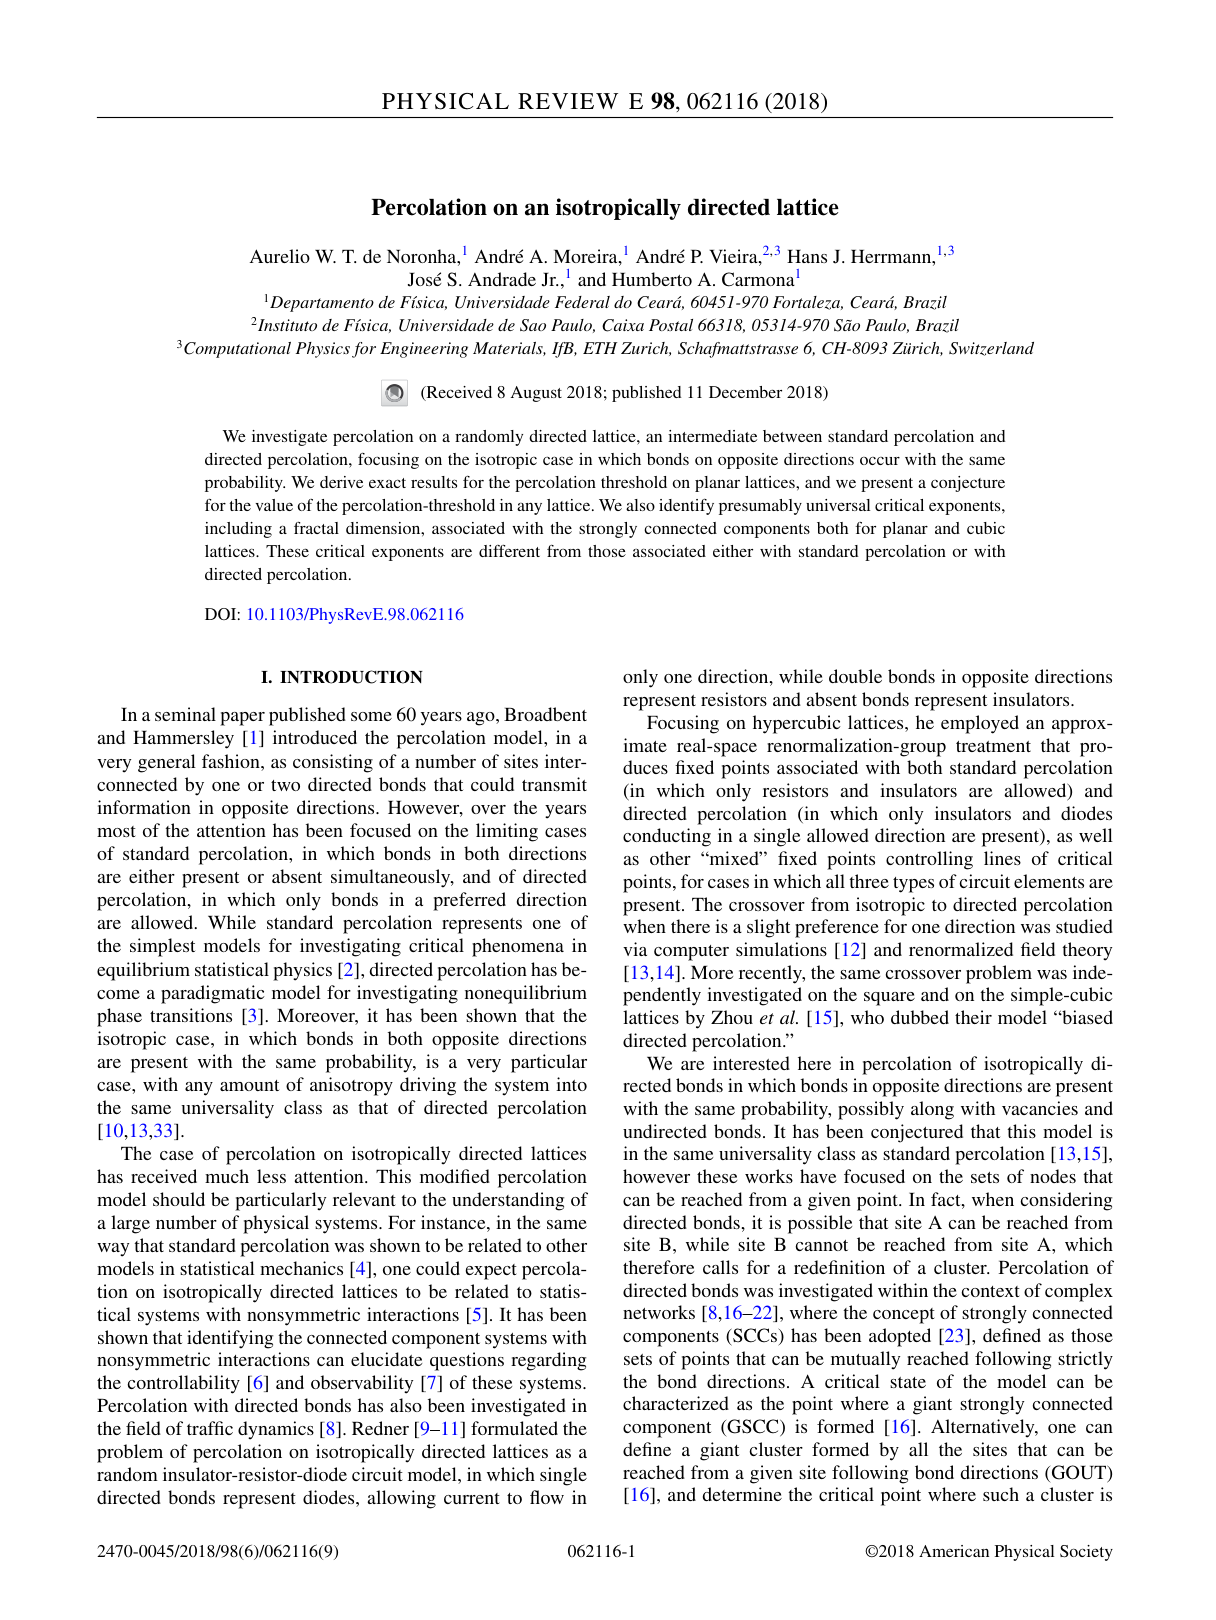 PHYSICAL REVIEW E 98, 062116 (2018)
Percolation on an isotropically directed lattice
Aurelio W. T. de Noronha,1 André A. Moreira,1 André P. Vieira,2,3 Hans J. Herrmann,1,3
José S. Andrade Jr.,1 and Humberto A. Carmona1
1Departamento de Física, Universidade Federal do Ceará, 60451-970 Fortaleza, Ceará, Brazil
2Instituto de Física, Universidade de Sao Paulo, Caixa Postal 66318, 05314-970 São Paulo, Brazil
3Computational Physics for Engineering Materials, IfB, ETH Zurich, Schafmattstrasse 6, CH-8093 Zürich, Switzerland
(Received 8 August 2018; published 11 December 2018)
We investigate percolation on a randomly directed lattice, an intermediate between standard percolation and
directed percolation, focusing on the isotropic case in which bonds on opposite directions occur with the same
probability. We derive exact results for the percolation threshold on planar lattices, and we present a conjecture
for the value of the percolation-threshold in any lattice. We also identify presumably universal critical exponents,
including a fractal dimension, associated with the strongly connected components both for planar and cubic
lattices. These critical exponents are different from those associated either with standard percolation or with
directed percolation.
DOI: 10.1103/PhysRevE.98.062116
I. INTRODUCTION
In a seminal paper published some 60 years ago, Broadbent
and Hammersley [1] introduced the percolation model, in a
very general fashion, as consisting of a number of sites inter-
connected by one or two directed bonds that could transmit
information in opposite directions. However, over the years
most of the attention has been focused on the limiting cases
of standard percolation, in which bonds in both directions
are either present or absent simultaneously, and of directed
percolation, in which only bonds in a preferred direction
are allowed. While standard percolation represents one of
the simplest models for investigating critical phenomena in
equilibrium statistical physics [2], directed percolation has be-
come a paradigmatic model for investigating nonequilibrium
phase transitions [3]. Moreover, it has been shown that the
isotropic case, in which bonds in both opposite directions
are present with the same probability, is a very particular
case, with any amount of anisotropy driving the system into
the same universality class as that of directed percolation
[10,13,33].
The case of percolation on isotropically directed lattices
has received much less attention. This modified percolation
model should be particularly relevant to the understanding of
a large number of physical systems. For instance, in the same
way that standard percolation was shown to be related to other
models in statistical mechanics [4], one could expect percola-
tion on isotropically directed lattices to be related to statis-
tical systems with nonsymmetric interactions [5]. It has been
shown that identifying the connected component systems with
nonsymmetric interactions can elucidate questions regarding
the controllability [6] and observability [7] of these systems.
Percolation with directed bonds has also been investigated in
the field of traffic dynamics [8]. Redner [9–11] formulated the
problem of percolation on isotropically directed lattices as a
random insulator-resistor-diode circuit model, in which single
directed bonds represent diodes, allowing current to flow in
only one direction, while double bonds in opposite directions
represent resistors and absent bonds represent insulators.
Focusing on hypercubic lattices, he employed an approx-
imate real-space renormalization-group treatment that pro-
duces fixed points associated with both standard percolation
(in which only resistors and insulators are allowed) and
directed percolation (in which only insulators and diodes
conducting in a single allowed direction are present), as well
as other “mixed” fixed points controlling lines of critical
points, for cases in which all three types of circuit elements are
present. The crossover from isotropic to directed percolation
when there is a slight preference for one direction was studied
via computer simulations [12] and renormalized field theory
[13,14]. More recently, the same crossover problem was inde-
pendently investigated on the square and on the simple-cubic
lattices by Zhou et al. [15], who dubbed their model “biased
directed percolation.”
We are interested here in percolation of isotropically di-
rected bonds in which bonds in opposite directions are present
with the same probability, possibly along with vacancies and
undirected bonds. It has been conjectured that this model is
in the same universality class as standard percolation [13,15],
however these works have focused on the sets of nodes that
can be reached from a given point. In fact, when considering
directed bonds, it is possible that site A can be reached from
site B, while site B cannot be reached from site A, which
therefore calls for a redefinition of a cluster. Percolation of
directed bonds was investigated within the context of complex
networks [8,16–22], where the concept of strongly connected
components (SCCs) has been adopted [23], defined as those
sets of points that can be mutually reached following strictly
the bond directions. A critical state of the model can be
characterized as the point where a giant strongly connected
component (GSCC) is formed [16]. Alternatively, one can
define a giant cluster formed by all the sites that can be
reached from a given site following bond directions (GOUT)
[16], and determine the critical point where such a cluster is
2470-0045/2018/98(6)/062116(9)
062116-1
©2018 American Physical Society